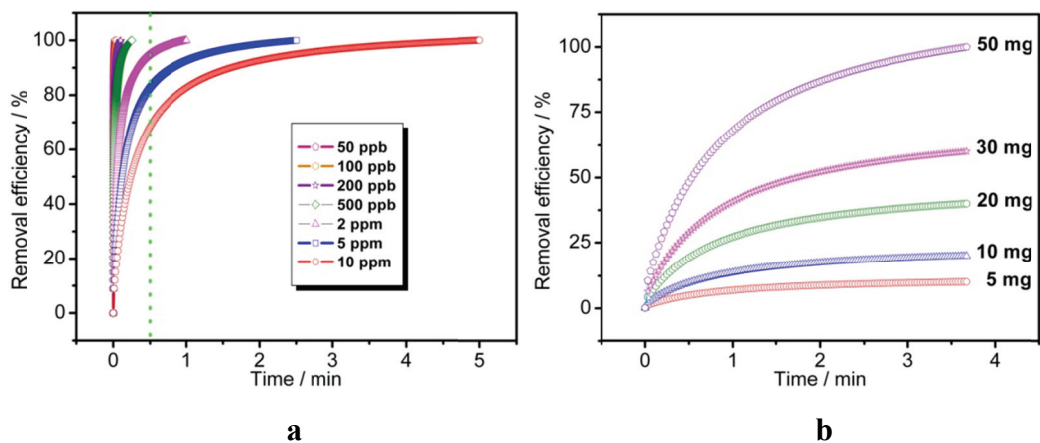 Removal efficiency / %
100
80
60
40
20
0
50 ppb
100 ppb
200 ppb
500 ppb
2 ppm
5 ppm
10 ppm
0 1 2 3 4 5
Time / min
a
Removal efficiency / %
100
75
50
25
0
50 mg
30 mg
20 mg
10 mg
5 mg
0 1 2 3 4
Time / min
b